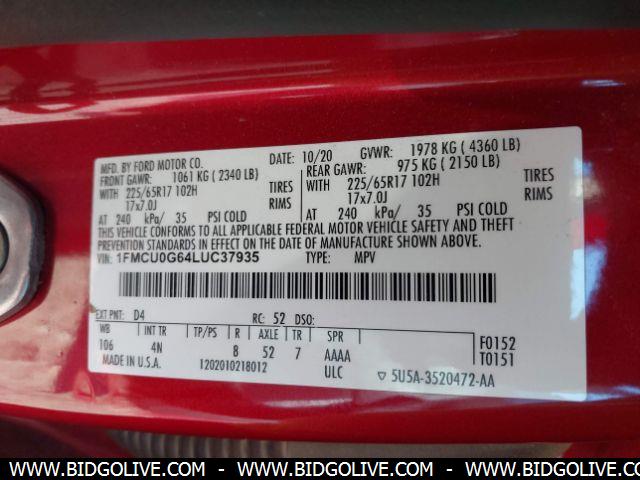 MFD. BY FORD MOTOR CO.
DATE: 10/20 GVWR: 1978 KG ( 4360 LB)
FRONT GAWR: 1061 KG ( 2340 LB)
REAR GAWR: 975 KG ( 2150 LB)
WITH 225/65R17 102H TIRES
WITH 225/65R17 102H TIRES
17x7.0J RIMS
17x7.0J RIMS
AT 240 kPa/ 35 PSI COLD
AT 240 kPa/ 35 PSI COLD
THIS VEHICLE CONFORMS TO ALL APPLICABLE FEDERAL MOTOR VEHICLE SAFETY AND THEFT
PREVENTION STANDARDS IN EFFECT ON THE DATE OF MANUFACTURE SHOWN ABOVE.
VIN: 1FMCU0G64LUC37935 TYPE: MPV
EXT PNT: D4 RC: 52 DSO:
WB INT TR TP/PS R AXLE TR SPR
106 4N 8 52 7 AAAA
F0152
T0151
MADE IN U.S.A. 1202010218012 ULC
▽ 5U5A-3520472-AA
WWW.BIDGOLIVE.COM - WWW.BIDGOLIVE.COM - WWW.BIDGOLIVE.COM